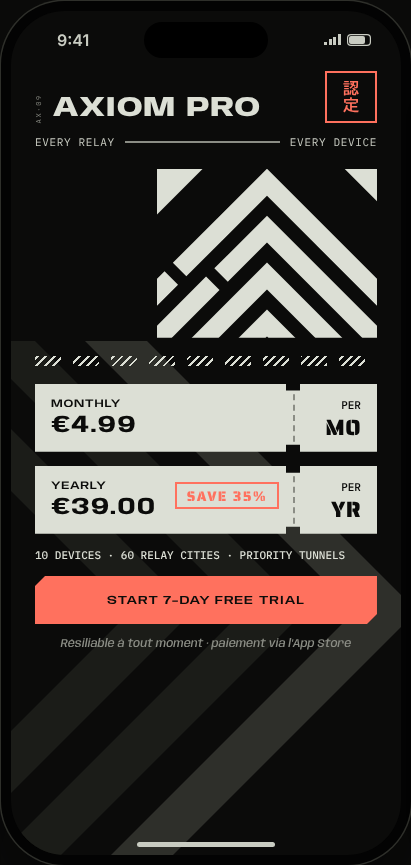 9:41
認
定
AX-09
AXIOM PRO
EVERY RELAY
EVERY DEVICE
MONTHLY
€4.99
PER
MO
YEARLY
€39.00
SAVE 35%
PER
YR
10 DEVICES · 60 RELAY CITIES · PRIORITY TUNNELS
START 7-DAY FREE TRIAL
Résiliable à tout moment · paiement via l'App Store